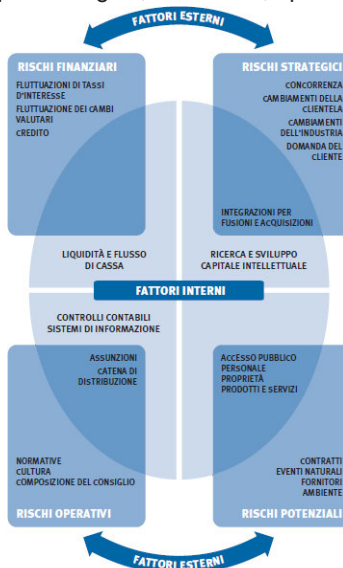 FATTORI ESTERNI
RISCHI FINANZIARI
FLUTTUAZIONI DI TASSI
D'INTERESSE
FLUTTUAZIONE DEI CAMBI
VALUTARI
CREDITO
RISCHI STRATEGICI
CONCORRENZA
CAMBIAMENTI DELLA
CLIENTELA
CAMBIAMENTI
DELL'INDUSTRIA
DOMANDA DEL
CLIENTE
INTEGRAZIONI PER
FUSIONI E ACQUISIZIONI
LIQUIDITÀ E FLUSSO
DI CASSA
RICERCA E SVILUPPO
CAPITALE INTELLETTUALE
FATTORI INTERNI
CONTROLLI CONTABILI
SISTEMI DI INFORMAZIONE
ASSUNZIONI
CATENA DI
DISTRIBUZIONE
NORMATIVE
CULTURA
COMPOSIZIONE DEL CONSIGLIO
RISCHI OPERATIVI
ACCESSO PUBBLICO
PERSONALE
PROPRIETÀ
PRODOTTI E SERVIZI
CONTRATTI
EVENTI NATURALI
FORNITORI
AMBIENTE
RISCHI POTENZIALI
FATTORI ESTERNI